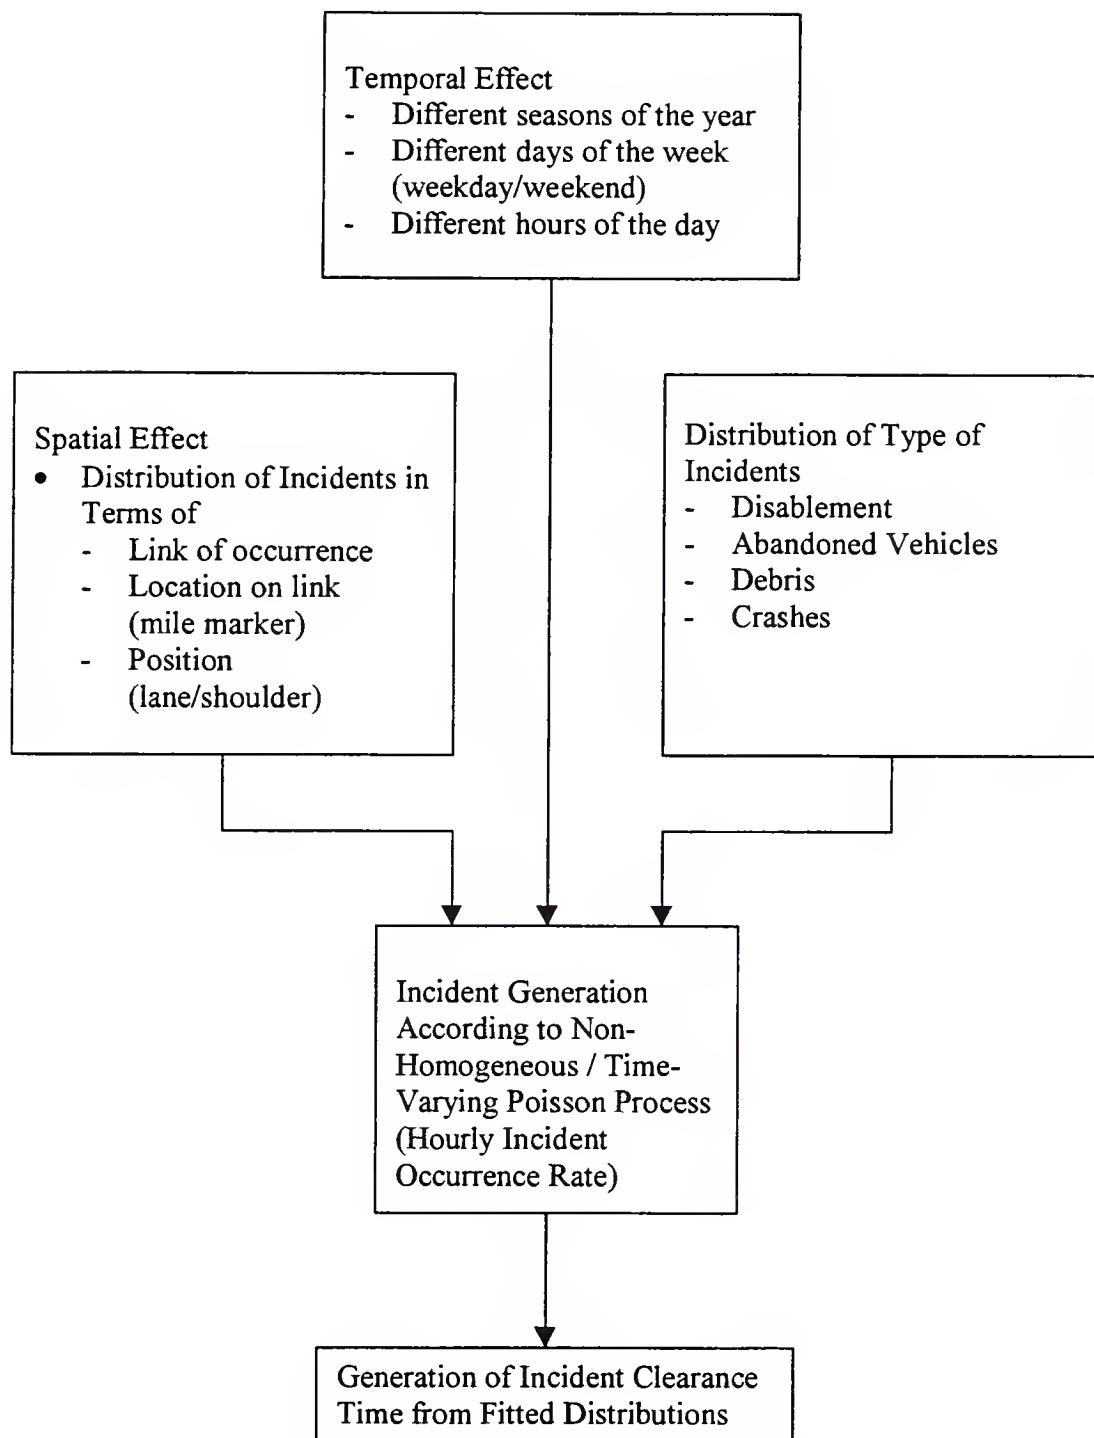 Temporal Effect
- Different seasons of the year
- Different days of the week
(weekday/weekend)
- Different hours of the day
Spatial Effect
• Distribution of Incidents in
Terms of
- Link of occurrence
- Location on link
(mile marker)
- Position
(lane/shoulder)
Distribution of Type of
Incidents
- Disablement
- Abandoned Vehicles
- Debris
- Crashes
Incident Generation
According to Non-
Homogeneous / Time-
Varying Poisson Process
(Hourly Incident
Occurrence Rate)
Generation of Incident Clearance
Time from Fitted Distributions